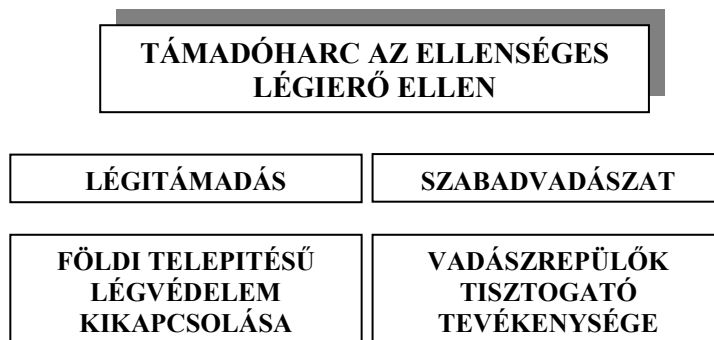 TÁMADÓHARC AZ ELLENSÉGES
LÉGIERŐ ELLEN
LÉGITÁMADÁS
SZABADVADÁSZAT
FÖLDI TELEPITÉSŰ
LÉGVÉDELEM
KIKAPCSOLÁSA
VADÁSZREPÜLŐK
TISZTOGATÓ
TEVÉKENYSÉGE